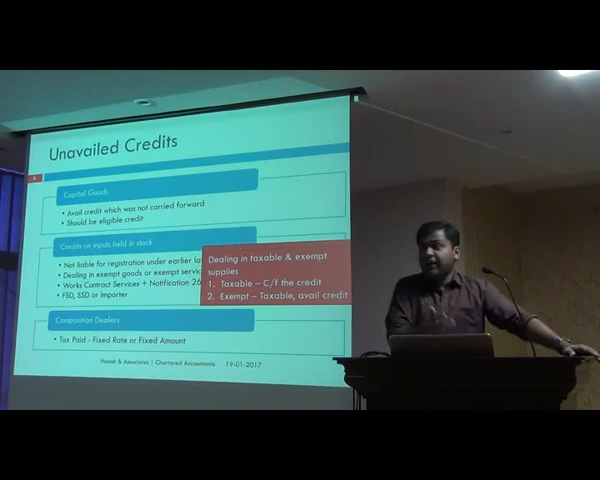 Unavailed Credits
Capital Goods
• Avail credit which was not carried forward
• Should be eligible credit
Credits on inputs held in stock
• Not liable for registration under earlier la
• Dealing in exempt goods or exempt servic
• Works Contract Services + Notification 26
• FSD, SSD or Importer
Dealing in taxable & exempt
supplies
1. Taxable – C/f the credit
2. Exempt – Taxable, avail credit
Composition Dealers
• Tax Paid - Fixed Rate or Fixed Amount
& Associates | Chartered Accountants 19-01-2017